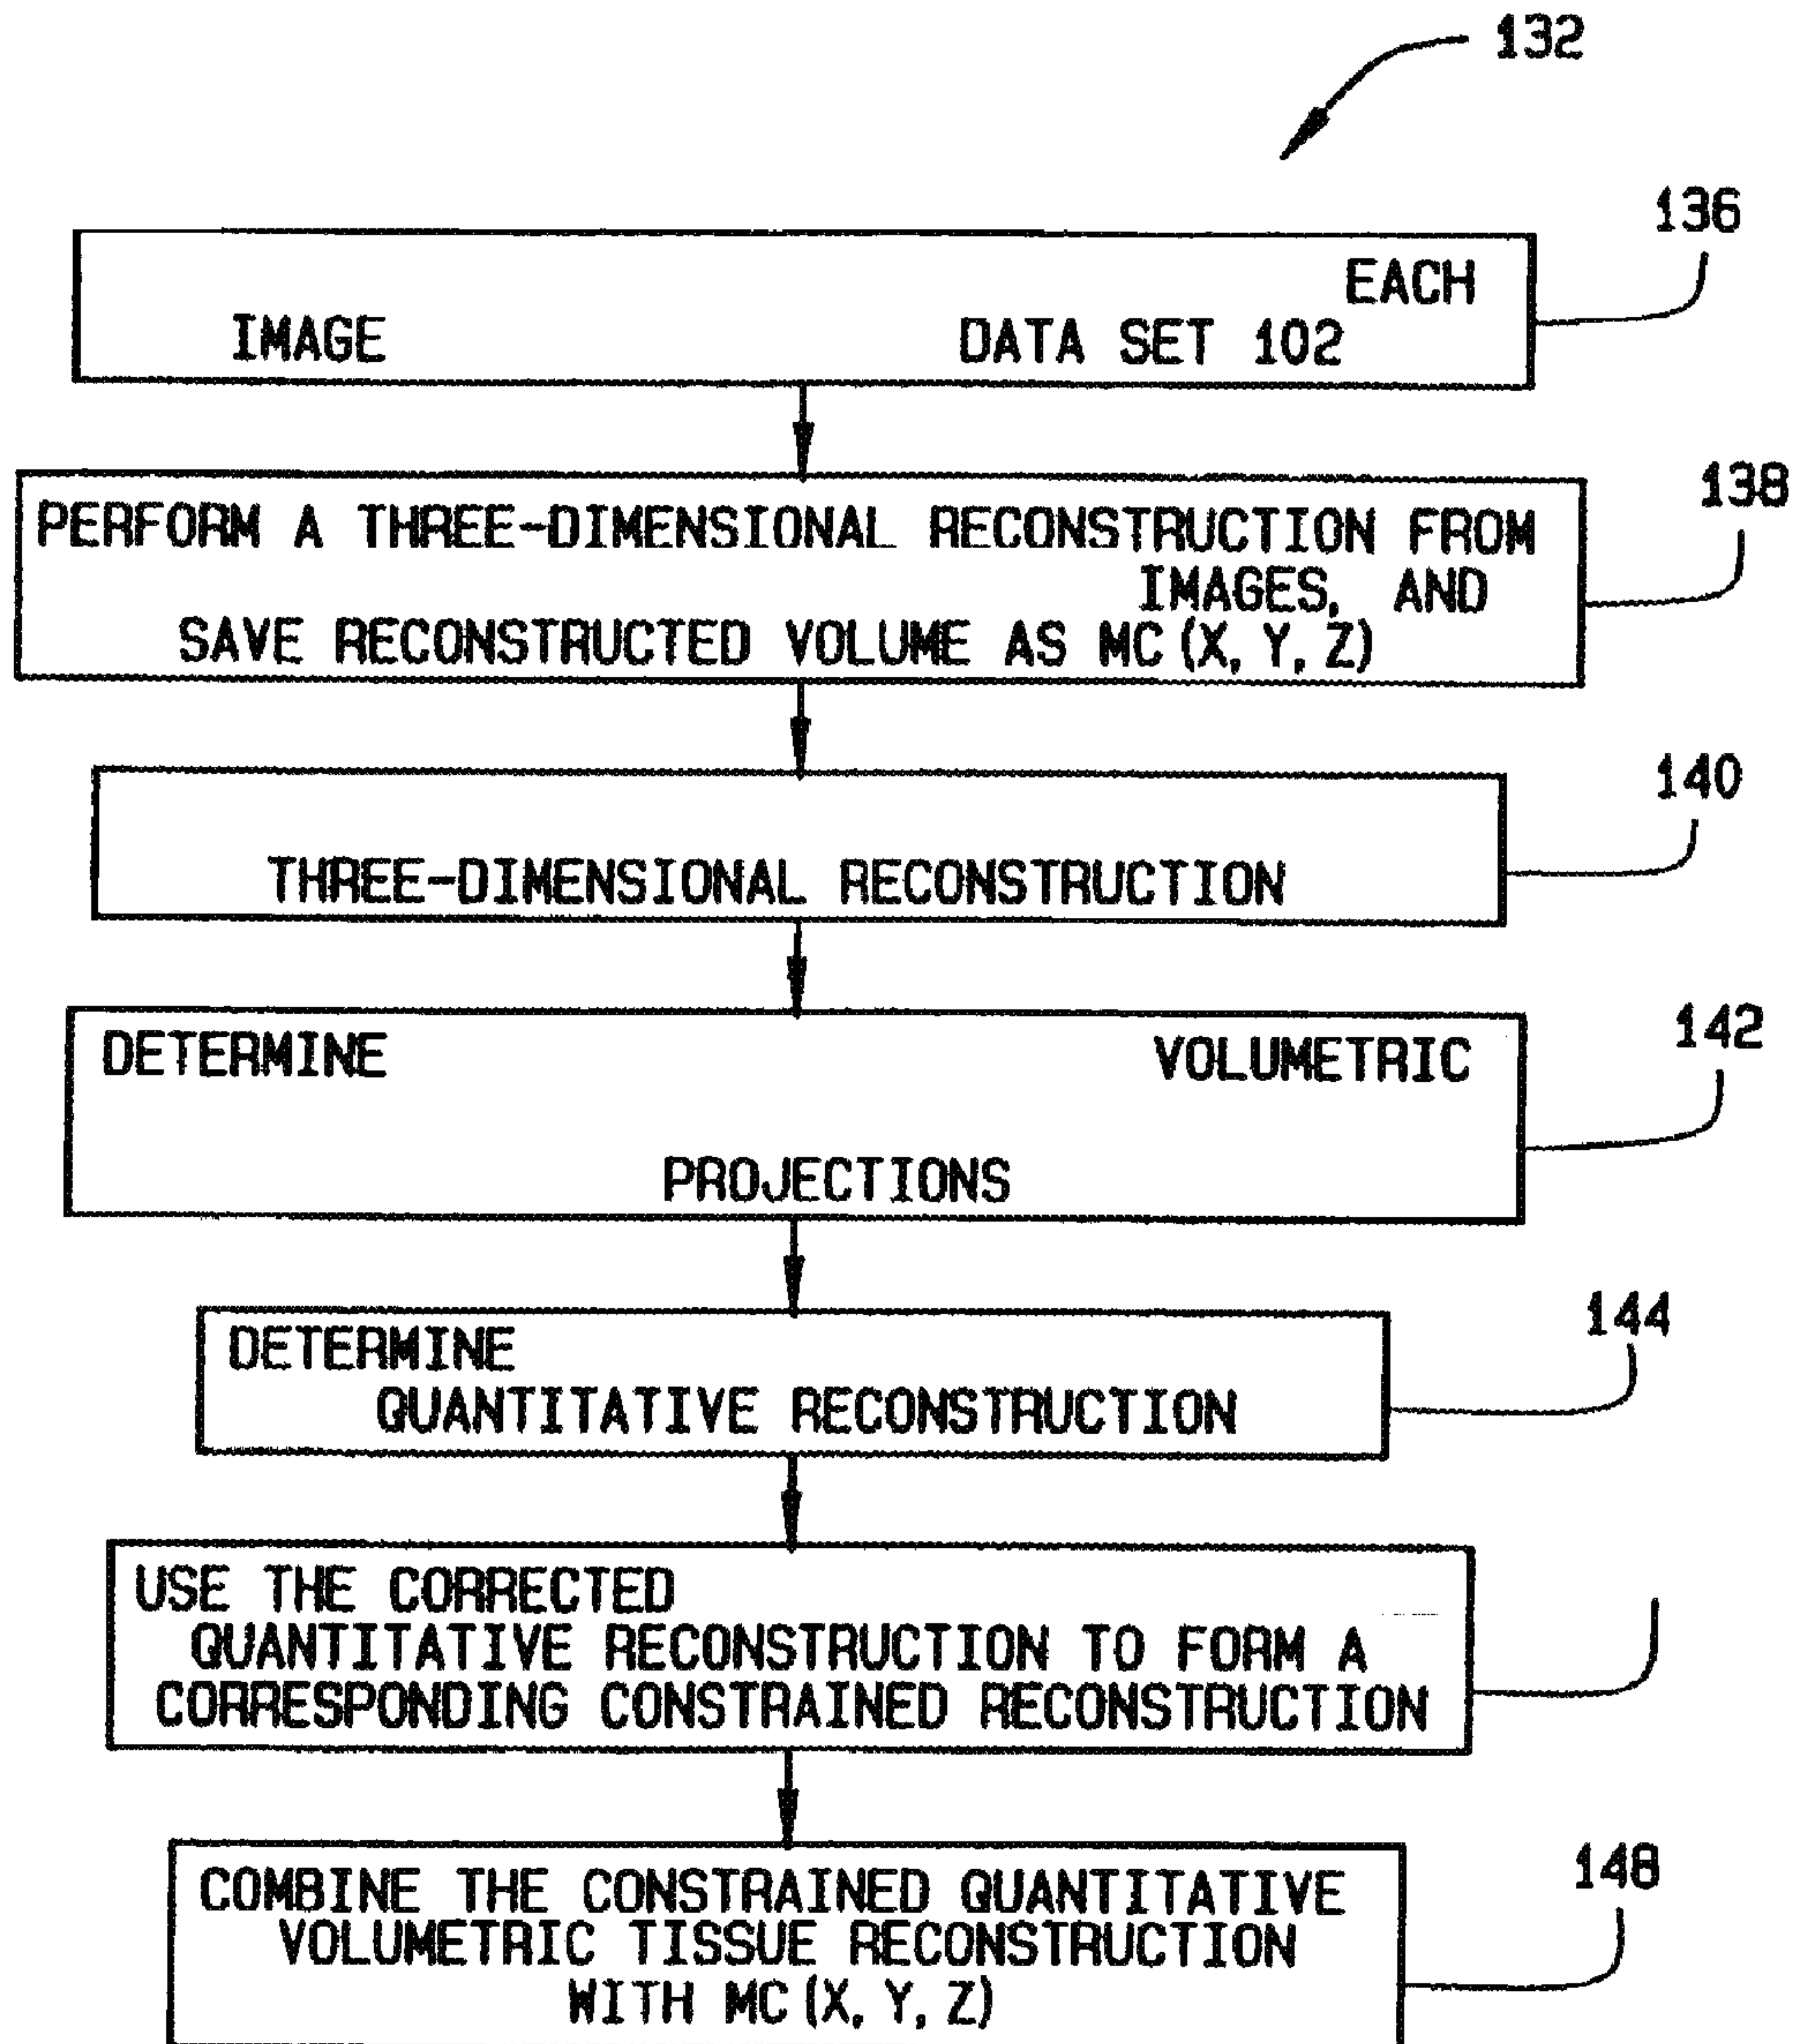 132
136
EACH
IMAGE DATA SET 102
138
PERFORM A THREE-DIMENSIONAL RECONSTRUCTION FROM
IMAGES, AND
SAVE RECONSTRUCTED VOLUME AS MC(X, Y, Z)
140
THREE-DIMENSIONAL RECONSTRUCTION
142
DETERMINE VOLUMETRIC
PROJECTIONS
144
DETERMINE
QUANTITATIVE RECONSTRUCTION
USE THE CORRECTED
QUANTITATIVE RECONSTRUCTION TO FORM A
CORRESPONDING CONSTRAINED RECONSTRUCTION
148
COMBINE THE CONSTRAINED QUANTITATIVE
VOLUMETRIC TISSUE RECONSTRUCTION
WITH MC(X, Y, Z)